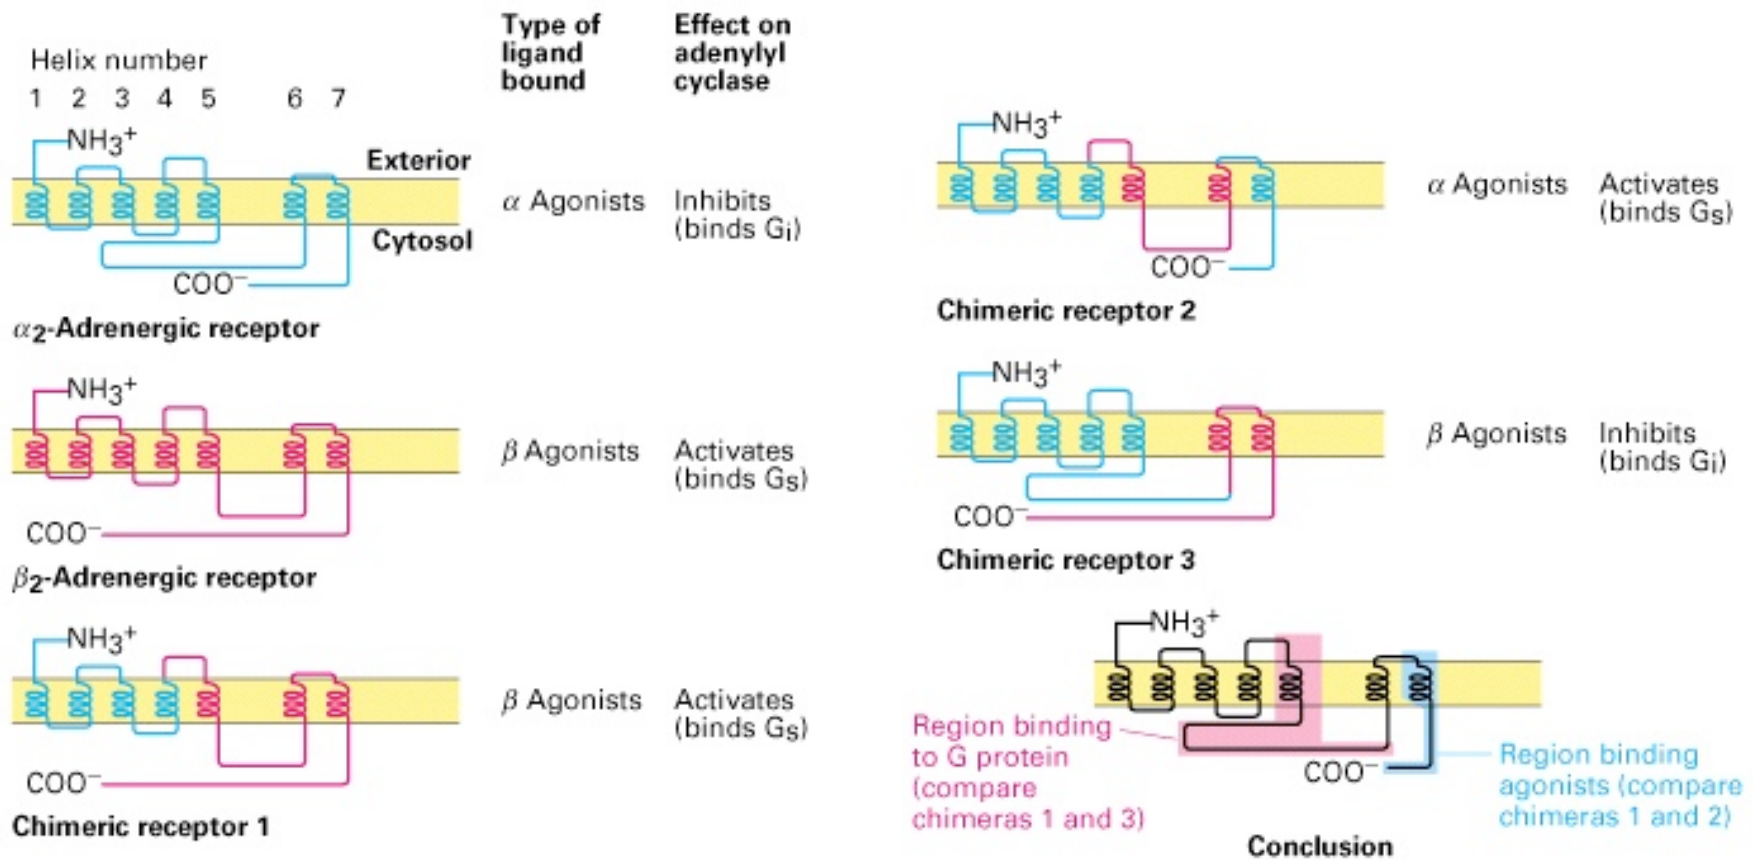 Type of
ligand
bound
Effect on
adenylyl
cyclase
Helix number
1 2 3 4 5 6 7
NH3+
Exterior
Cytosol
COO−
α Agonists
Inhibits
(binds Gi)
α2-Adrenergic receptor
NH3+
COO−
β Agonists
Activates
(binds Gs)
β2-Adrenergic receptor
NH3+
COO−
β Agonists
Activates
(binds Gs)
Chimeric receptor 1
NH3+
COO−
α Agonists
Activates
(binds Gs)
Chimeric receptor 2
NH3+
COO−
β Agonists
Inhibits
(binds Gi)
Chimeric receptor 3
NH3+
Region binding
to G protein
(compare
chimeras 1 and 3)
COO−
Region binding
agonists (compare
chimeras 1 and 2)
Conclusion